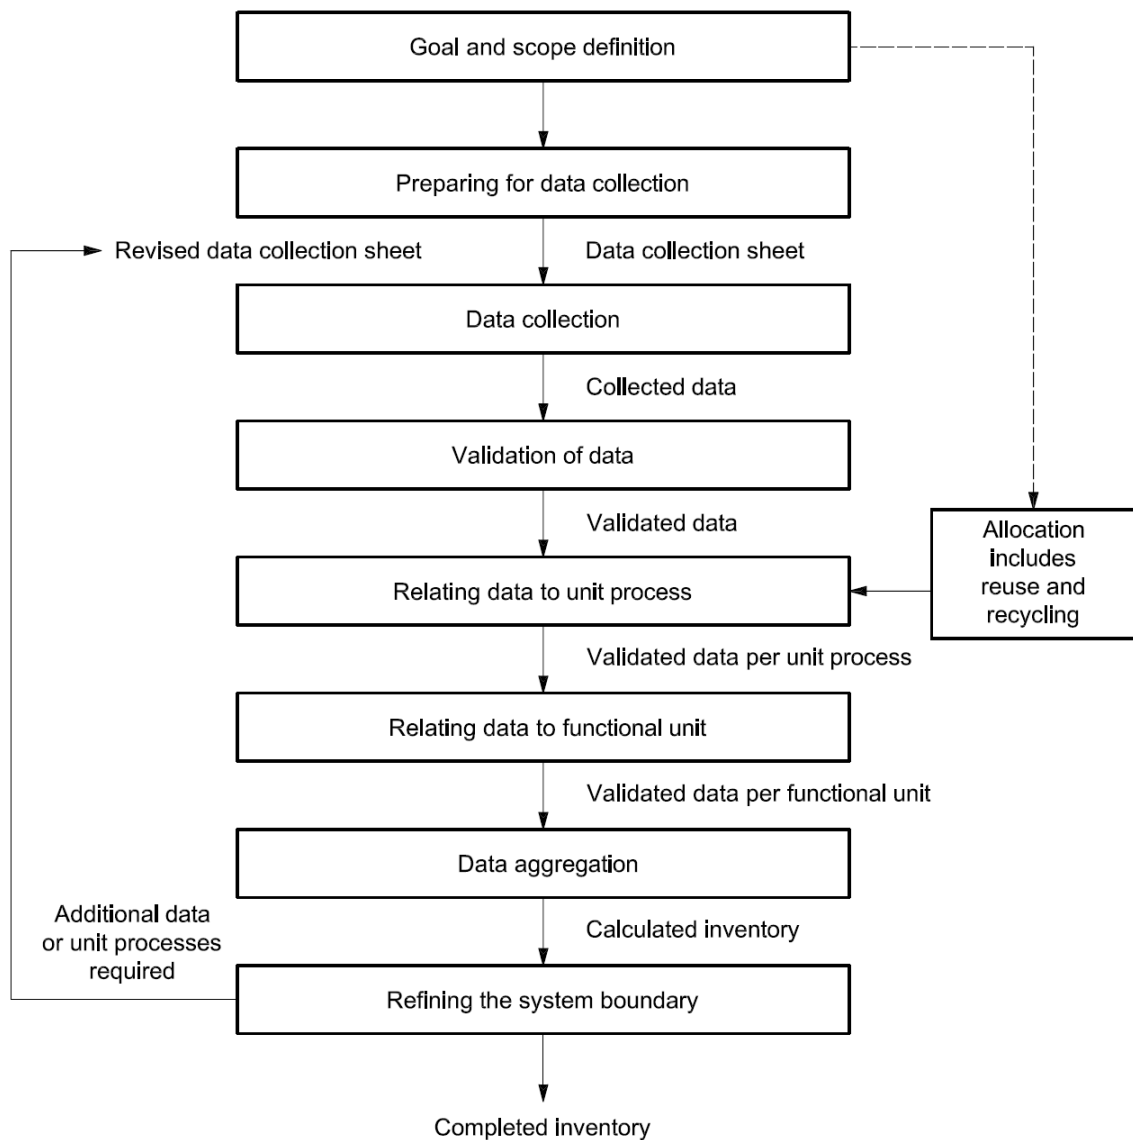 Goal and scope definition
Preparing for data collection
Revised data collection sheet
Data collection sheet
Data collection
Collected data
Validation of data
Validated data
Allocation
includes
reuse and
recycling
Relating data to unit process
Validated data per unit process
Relating data to functional unit
Validated data per functional unit
Data aggregation
Additional data
or unit processes
required
Calculated inventory
Refining the system boundary
Completed inventory